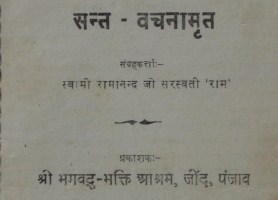 सन्त - वचनामृत
संग्रहकर्त्ता:-
स्वामी रामानन्द जो सरस्वती 'राम'
प्रकाशक:-
श्री भगवद्-भक्ति आश्रम, जींद, पंजाब